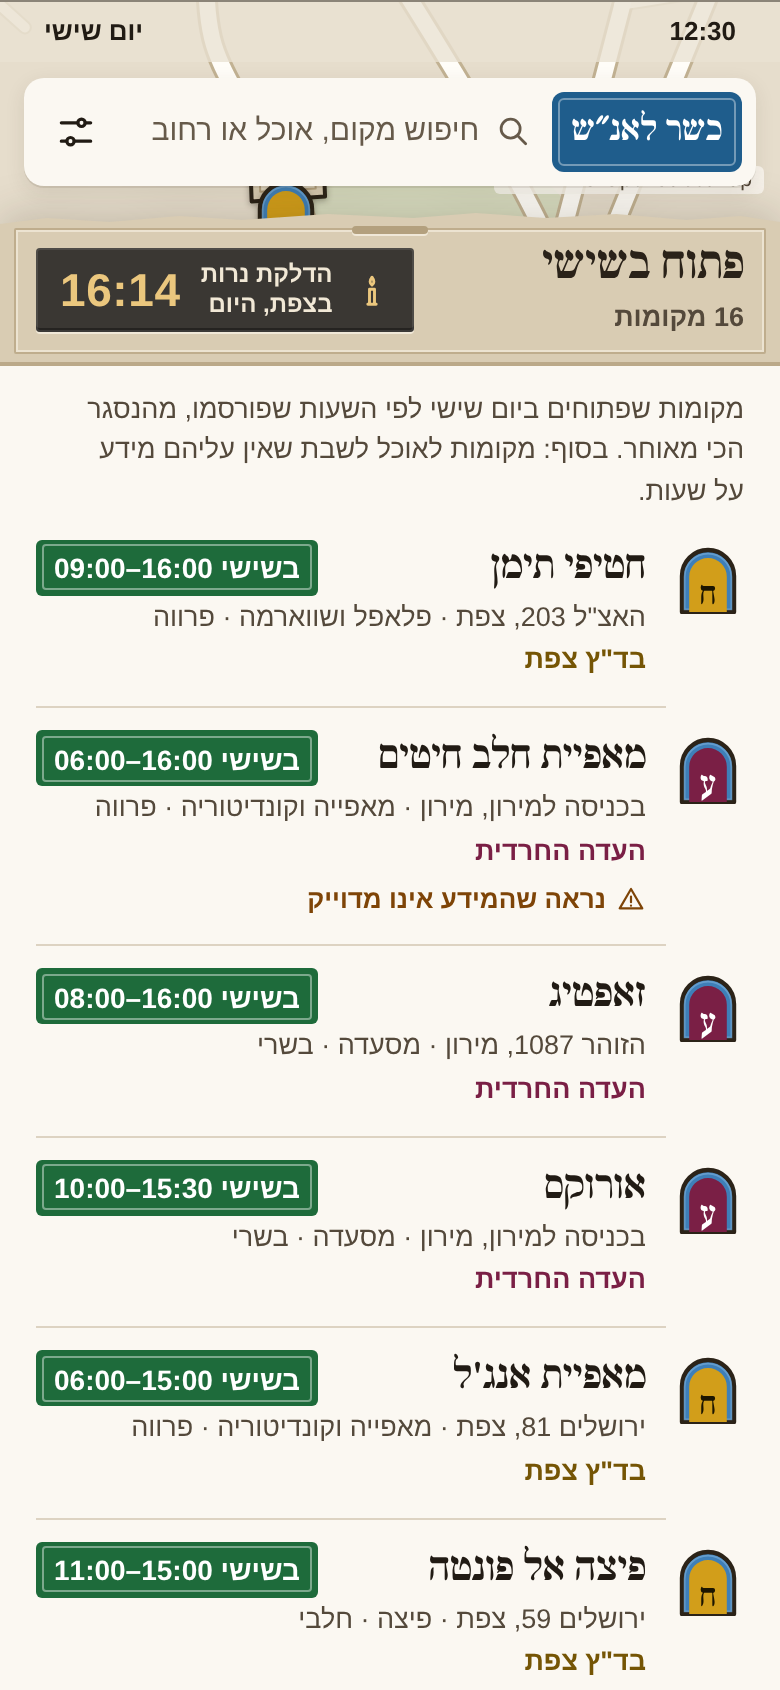 12:30
יום שישי
כשר לאנ״ש
חיפוש מקום, אוכל או רחוב
פתוח בשישי
16 מקומות
הדלקת נרות
בצפת, היום
16:14
מקומות שפתוחים ביום שישי לפי השעות שפורסמו, מהנסגר
הכי מאוחר. בסוף: מקומות לאוכל לשבת שאין עליהם מידע
על שעות.
ח
חטיפי תימן
בשישי 09:00–16:00
האצ"ל 203, צפת · פלאפל ושווארמה · פרווה
בד"ץ צפת
ע
מאפיית חלב חיטים
בשישי 06:00–16:00
בכניסה למירון, מירון · מאפייה וקונדיטוריה · פרווה
העדה החרדית
נראה שהמידע אינו מדוייק
ע
זאפטיג
בשישי 08:00–16:00
הזוהר 1087, מירון · מסעדה · בשרי
העדה החרדית
ע
אורוקס
בשישי 10:00–15:30
בכניסה למירון, מירון · מסעדה · בשרי
העדה החרדית
ח
מאפיית אנג'ל
בשישי 06:00–15:00
ירושלים 81, צפת · מאפייה וקונדיטוריה · פרווה
בד"ץ צפת
ח
פיצה אל פונטה
בשישי 11:00–15:00
ירושלים 59, צפת · פיצה · חלבי
בד"ץ צפת